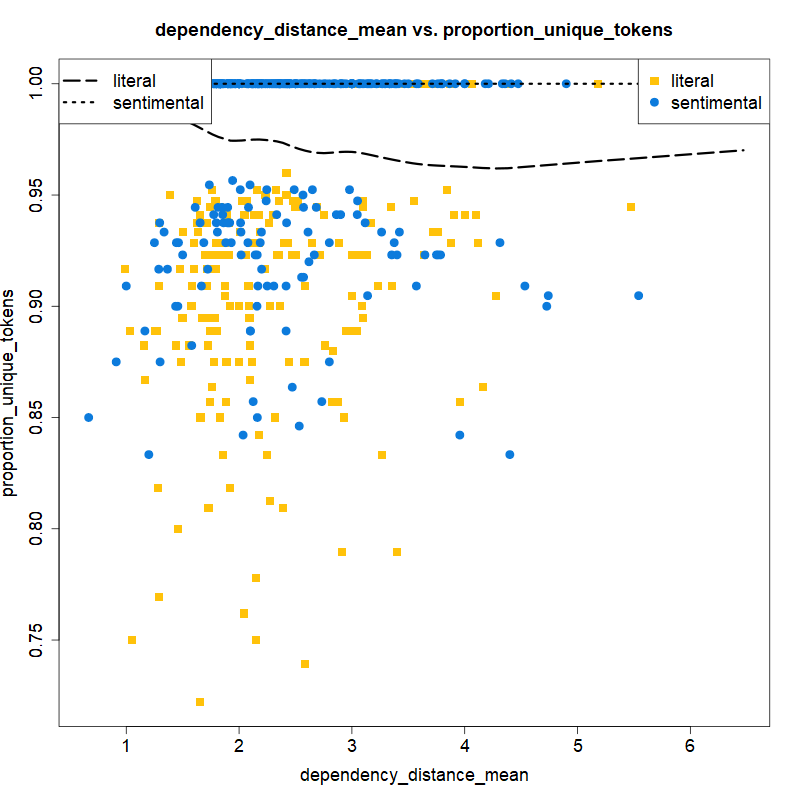 dependency_distance_mean vs. proportion_unique_tokens
literal
sentimental
literal
sentimental
1.00
0.95
0.90
0.85
0.80
0.75
proportion_unique_tokens
1 2 3 4 5 6
dependency_distance_mean